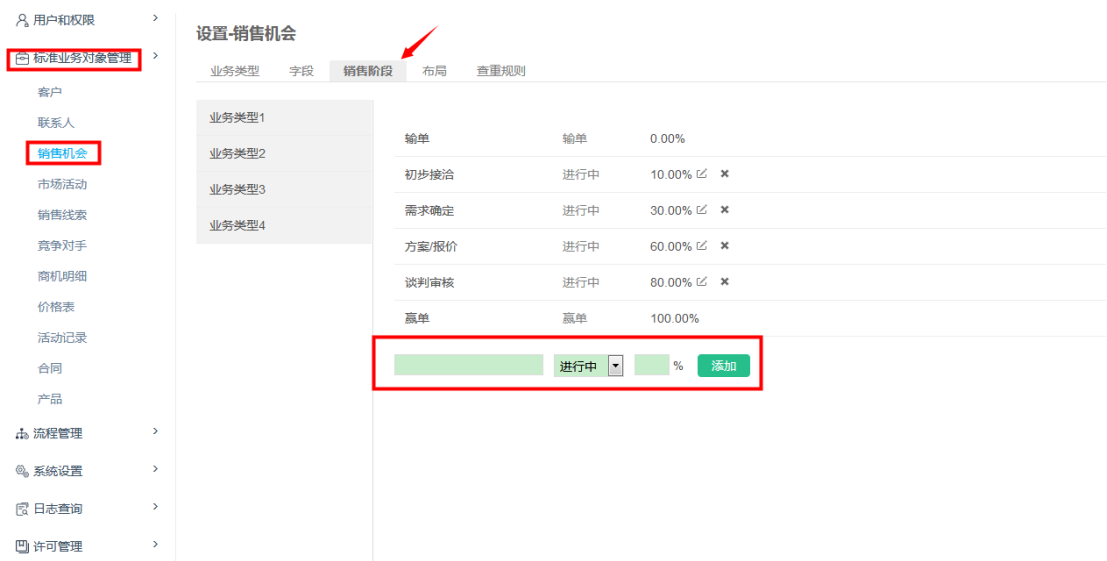 用户和权限
标准业务对象管理
客户
联系人
销售机会
市场活动
销售线索
竞争对手
商机明细
价格表
活动记录
合同
产品
流程管理
系统设置
日志查询
许可管理
设置-销售机会
业务类型 字段 销售阶段 布局 查重规则
业务类型1
业务类型2
业务类型3
业务类型4
输单 输单 0.00%
初步接洽 进行中 10.00%
需求确定 进行中 30.00%
方案/报价 进行中 60.00%
谈判审核 进行中 80.00%
赢单 赢单 100.00%
进行中 % 添加